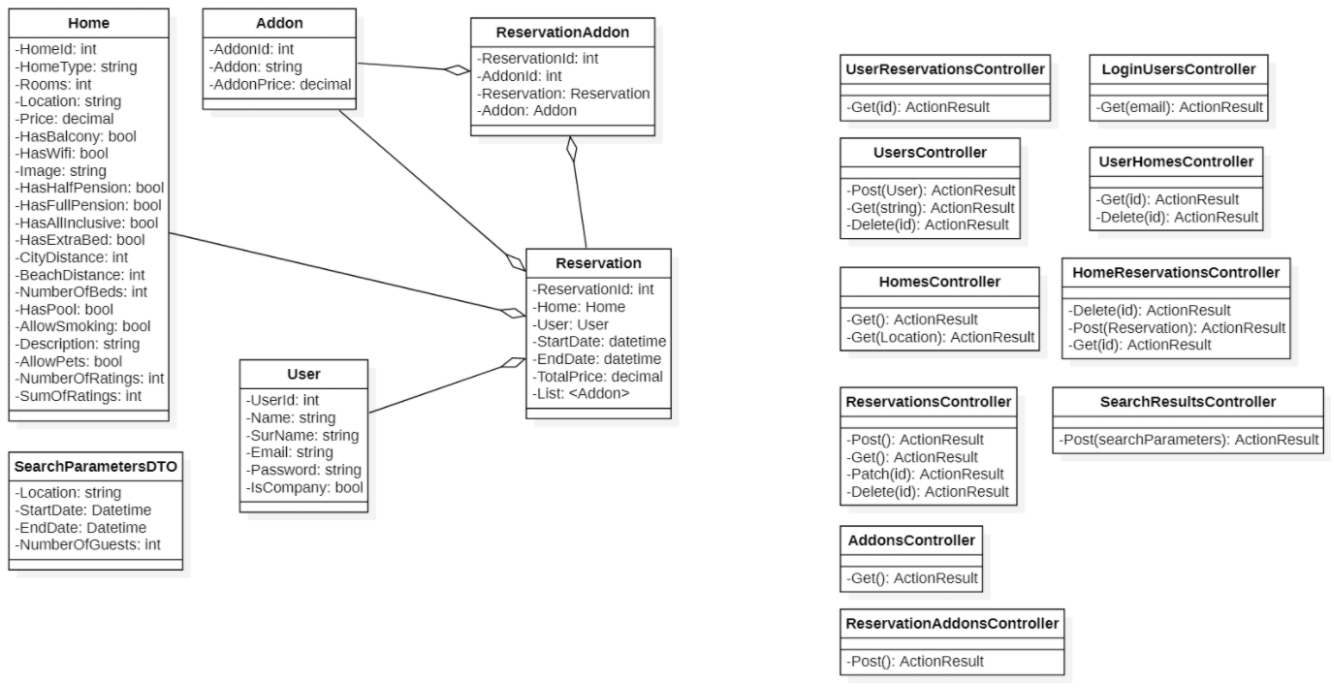 Home
-HomeId: int
-HomeType: string
-Rooms: int
-Location: string
-Price: decimal
-HasBalcony: bool
-HasWifi: bool
-Image: string
-HasHalfPension: bool
-HasFullPension: bool
-HasAllInclusive: bool
-HasExtraBed: bool
-CityDistance: int
-BeachDistance: int
-NumberOfBeds: int
-HasPool: bool
-AllowSmoking: bool
-Description: string
-AllowPets: bool
-NumberOfRatings: int
-SumOfRatings: int
SearchParametersDTO
-Location: string
-StartDate: Datetime
-EndDate: Datetime
-NumberOfGuests: int
Addon
-AddonId: int
-Addon: string
-AddonPrice: decimal
User
-UserId: int
-Name: string
-SurName: string
-Email: string
-Password: string
-IsCompany: bool
ReservationAddon
-ReservationId: int
-AddonId: int
-Reservation: Reservation
-Addon: Addon
Reservation
-ReservationId: int
-Home: Home
-User: User
-StartDate: datetime
-EndDate: datetime
-TotalPrice: decimal
-List: <Addon>
UserReservationsController
-Get(id): ActionResult
UsersController
-Post(User): ActionResult
-Get(string): ActionResult
-Delete(id): ActionResult
HomesController
-Get(): ActionResult
-Get(Location): ActionResult
ReservationsController
-Post(): ActionResult
-Get(): ActionResult
-Patch(id): ActionResult
-Delete(id): ActionResult
AddonsController
-Get(): ActionResult
ReservationAddonsController
-Post(): ActionResult
LoginUsersController
-Get(email): ActionResult
UserHomesController
-Get(id): ActionResult
-Delete(id): ActionResult
HomeReservationsController
-Delete(id): ActionResult
-Post(Reservation): ActionResult
-Get(id): ActionResult
SearchResultsController
-Post(searchParameters): ActionResult